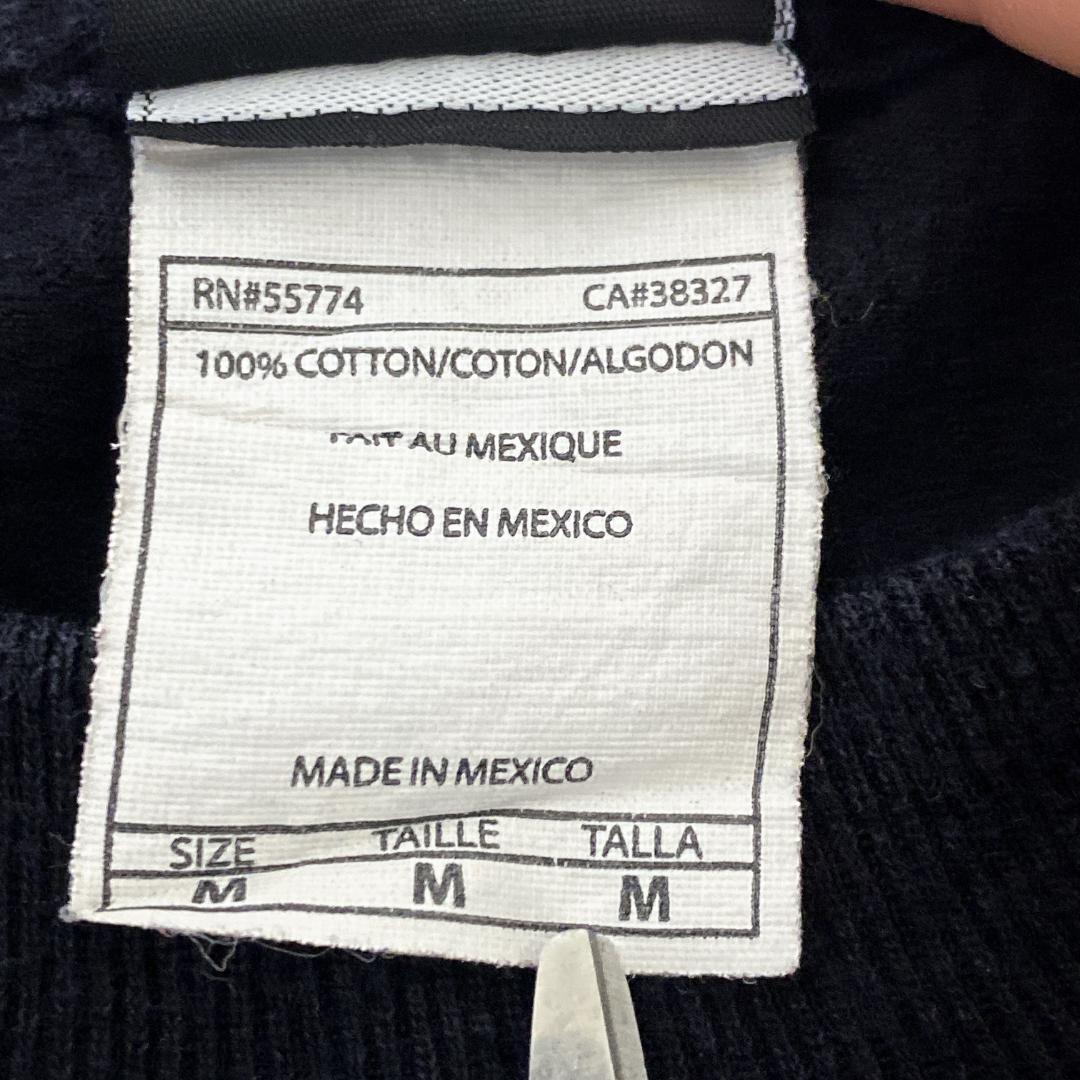 RN#55774 CA#38327
100% COTTON/COTON/ALGODON
FAIT AU MEXIQUE
HECHO EN MEXICO
MADE IN MEXICO
SIZE TAILLE TALLA
M M M